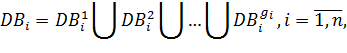 DB_i = DB_i^1 ⋃ DB_i^2 ⋃ … ⋃ DB_i^{g_i}, i = \overline{1, n},